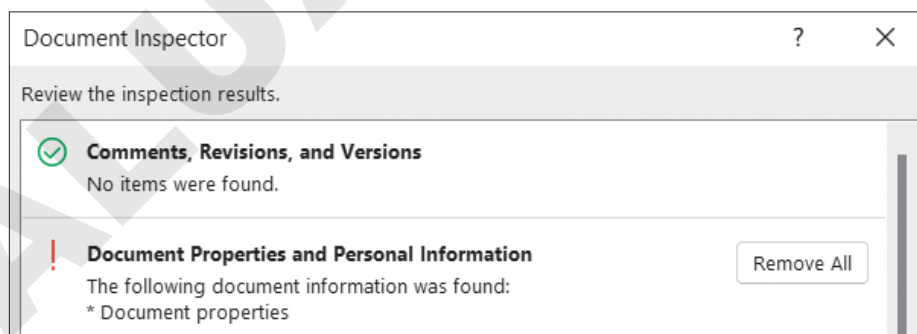 Document Inspector ? ×
Review the inspection results.
Comments, Revisions, and Versions
No items were found.
! Document Properties and Personal Information
Remove All
The following document information was found:
* Document properties